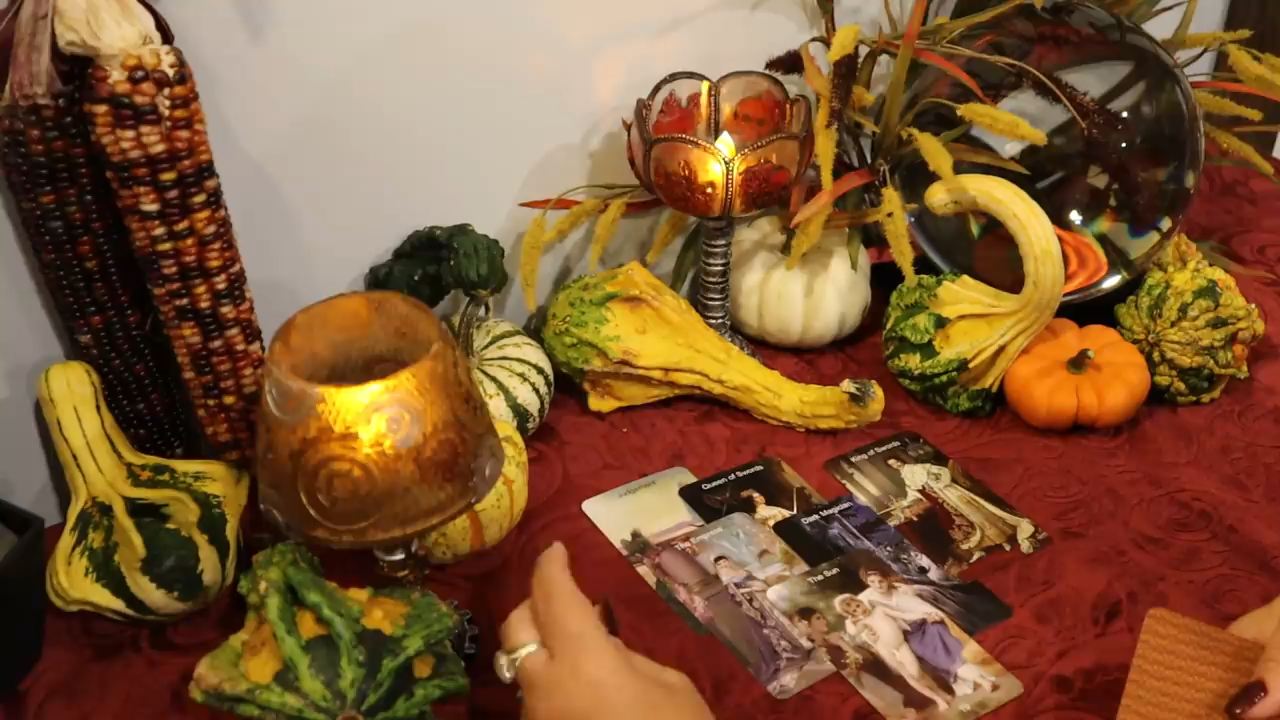 Judgement
Queen of Swords
King of Swords
Dark Magician
The Sun